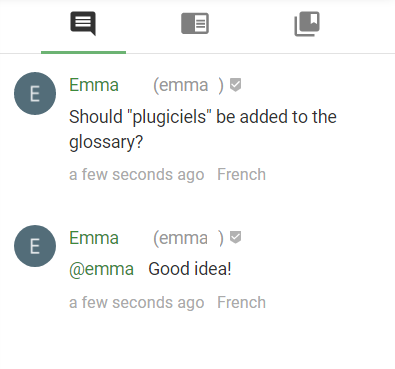 E
Emma (emma )
Should "plugiciels" be added to the
glossary?
a few seconds ago French
E
Emma (emma )
@emma Good idea!
a few seconds ago French